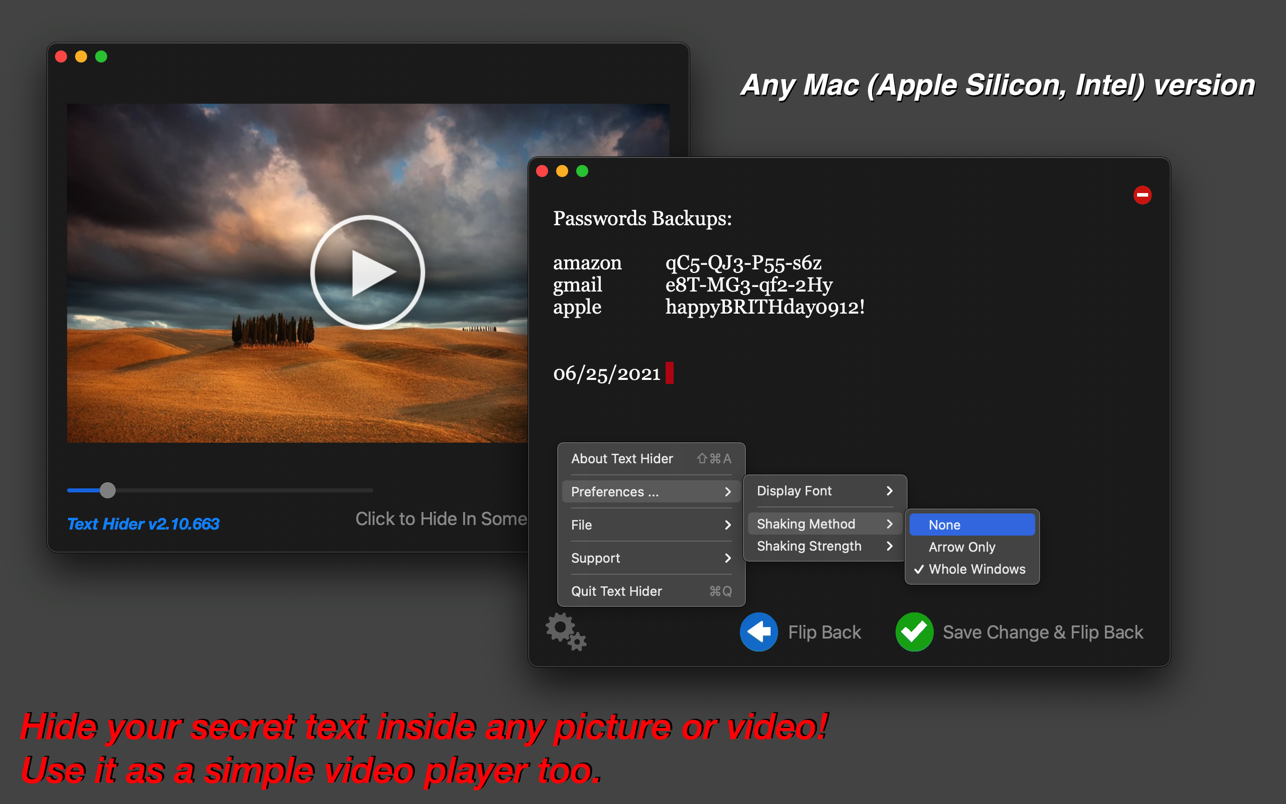 Any Mac (Apple Silicon, Intel) version
Passwords Backups:
amazon qC5-QJ3-P55-s6z
gmail e8T-MG3-qf2-2Hy
apple happyBRITHday0912!
06/25/2021
About Text Hider ⇧⌘A
Preferences ...
File
Support
Quit Text Hider ⌘Q
Display Font
Shaking Method
Shaking Strength
None
Arrow Only
✓ Whole Windows
Text Hider v2.10.663
Click to Hide In Some
Flip Back
Save Change & Flip Back
Hide your secret text inside any picture or video!
Use it as a simple video player too.